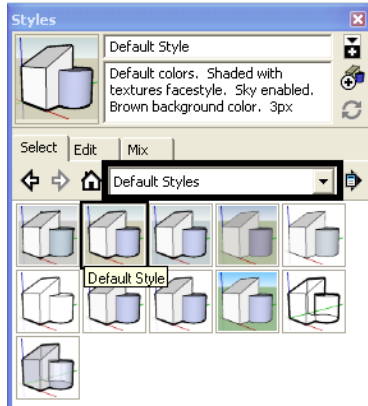 Styles
Default Style
Default colors. Shaded with
textures facestyle. Sky enabled.
Brown background color. 3px
Select Edit Mix
Default Styles
Default Style